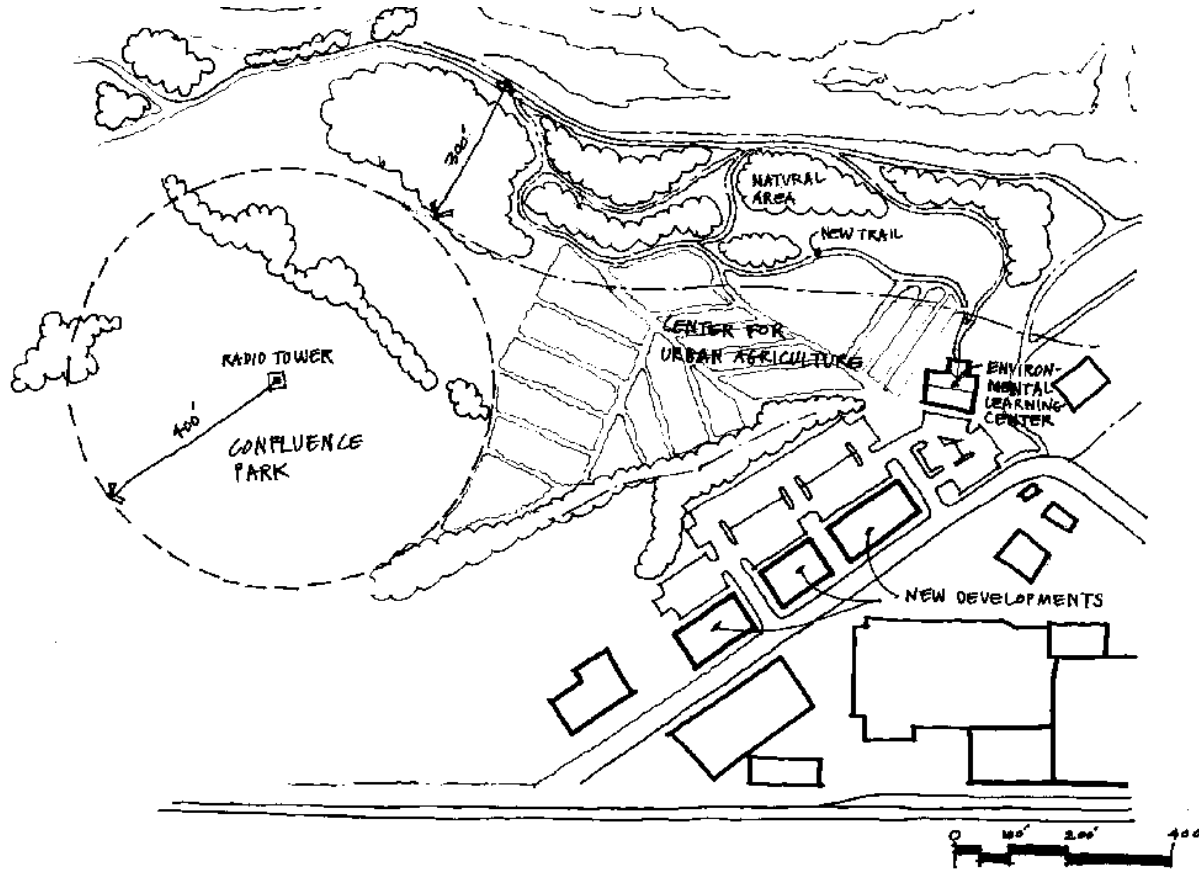 300'
NATURAL
AREA
NEW TRAIL
CENTER FOR
URBAN AGRICULTURE
RADIO TOWER
400'
CONFLUENCE
PARK
ENVIRON-
MENTAL
LEARNING
CENTER
NEW DEVELOPMENTS
0 100' 200' 400